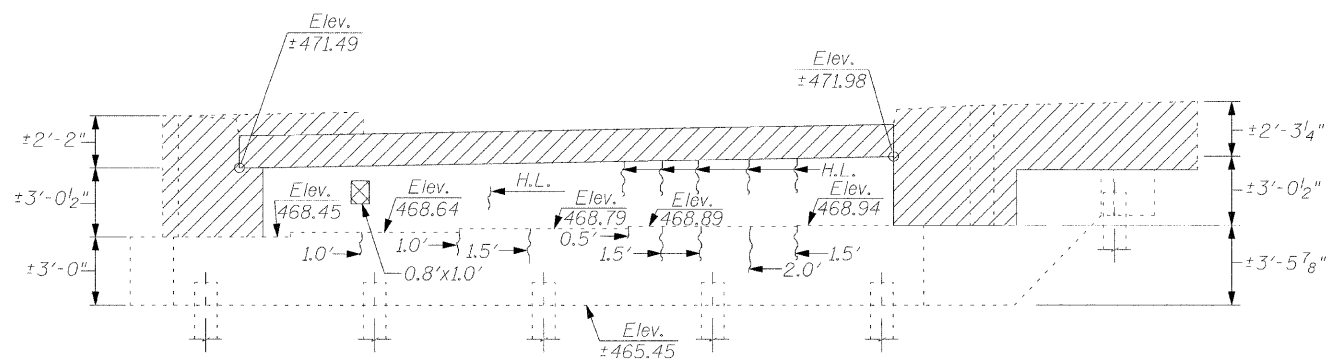 Elev.
±471.49
Elev.
±471.98
±2'-2"
±2'-3¼"
H.L.
H.L.
±3'-0½"
±3'-0½"
Elev.
468.45
Elev.
468.64
Elev.
468.79
Elev.
468.89
Elev.
468.94
0.5'
1.0'
1.0'
1.5'
1.5'
1.5'
2.0'
±3'-0"
±3'-5⅞"
0.8'x1.0'
Elev.
±465.45